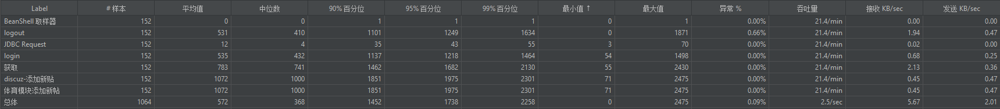 Label # 样本 平均值 中位数 90% 百分位 95% 百分位 99% 百分位 最小值 ↑ 最大值 异常 % 吞吐量 接收 KB/sec 发送 KB/sec
BeanShell 取样器 152 0 0 1 1 1 0 1 0.00% 21.4/min 0.00 0.00
logout 152 531 410 1101 1249 1634 0 1871 0.66% 21.4/min 1.94 0.47
JDBC Request 152 12 4 35 43 55 3 70 0.00% 21.4/min 0.02 0.00
login 152 535 432 1137 1218 1464 54 1498 0.00% 21.4/min 0.68 0.25
获取 152 783 741 1462 1682 2130 55 2430 0.00% 21.4/min 2.13 0.36
discuz-添加新贴 152 1072 1000 1851 1975 2301 71 2475 0.00% 21.4/min 0.45 0.47
体育模块添加新帖 152 1072 1000 1851 1975 2301 71 2475 0.00% 21.4/min 0.45 0.47
总体 1064 572 368 1452 1738 2258 0 2475 0.09% 2.5/sec 5.67 2.01